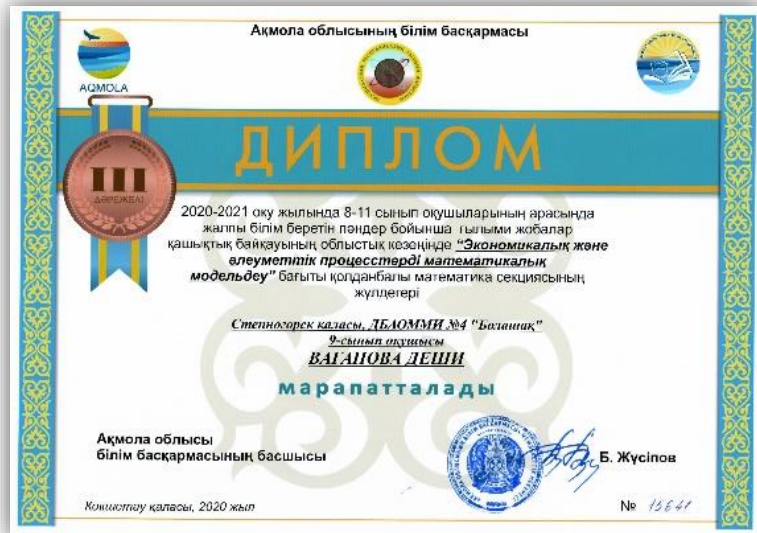 Ақмола облысының білім басқармасы
AQMOLA
ДИПЛОМ
III
ДӘРЕЖЕЛІ
2020-2021 оқу жылында 8-11 сынып оқушыларының арасында
жалпы білім беретін пәндер бойынша ғылыми жобалар
қашықтық байқауының облыстық кезеңінде "Экономикалық және
әлеуметтік процесстерді математикалық
модельдеу" бағыты қолданбалы математика секциясының
жүлдегері
Степногорск қаласы, ДБАОММИ №4 "Болашақ"
9-сынып оқушысы
ВАГАНОВА ДЕШИ
марапатталады
Ақмола облысы
білім басқармасының басшысы
Б. Жүсіпов
Көкшетау қаласы, 2020 жыл
№ 15641